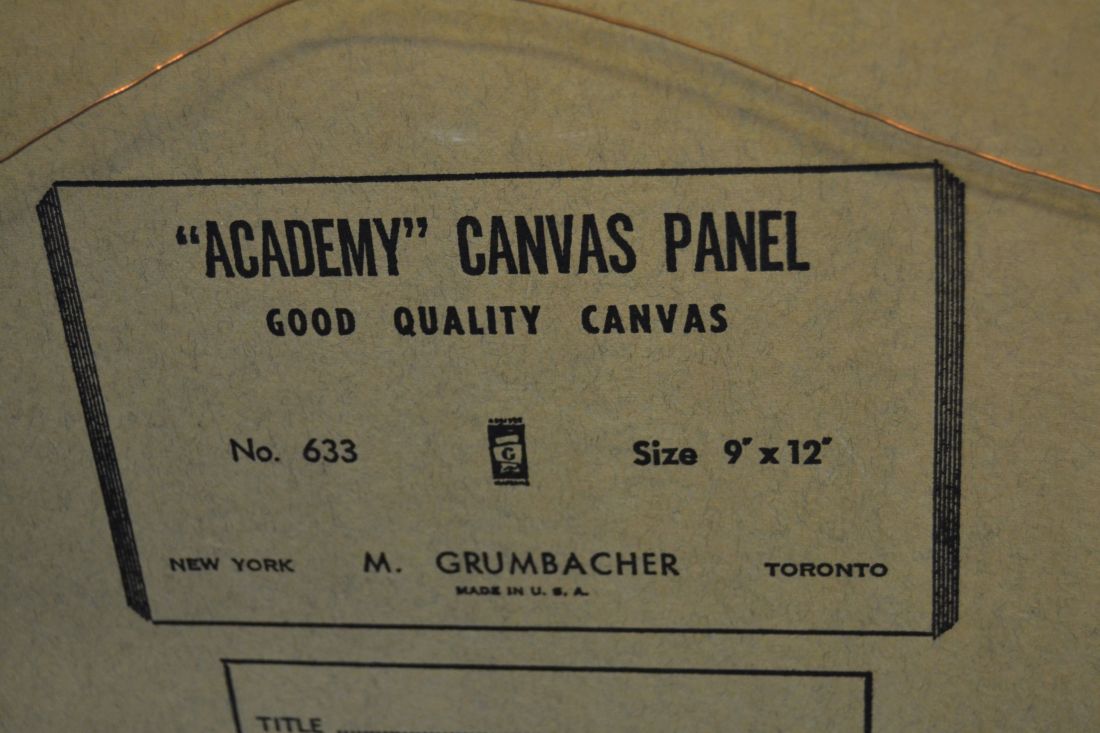 “ACADEMY” CANVAS PANEL
GOOD QUALITY CANVAS
No. 633 G Size 9" x 12"
NEW YORK M. GRUMBACHER TORONTO
MADE IN U. S. A.
TITLE